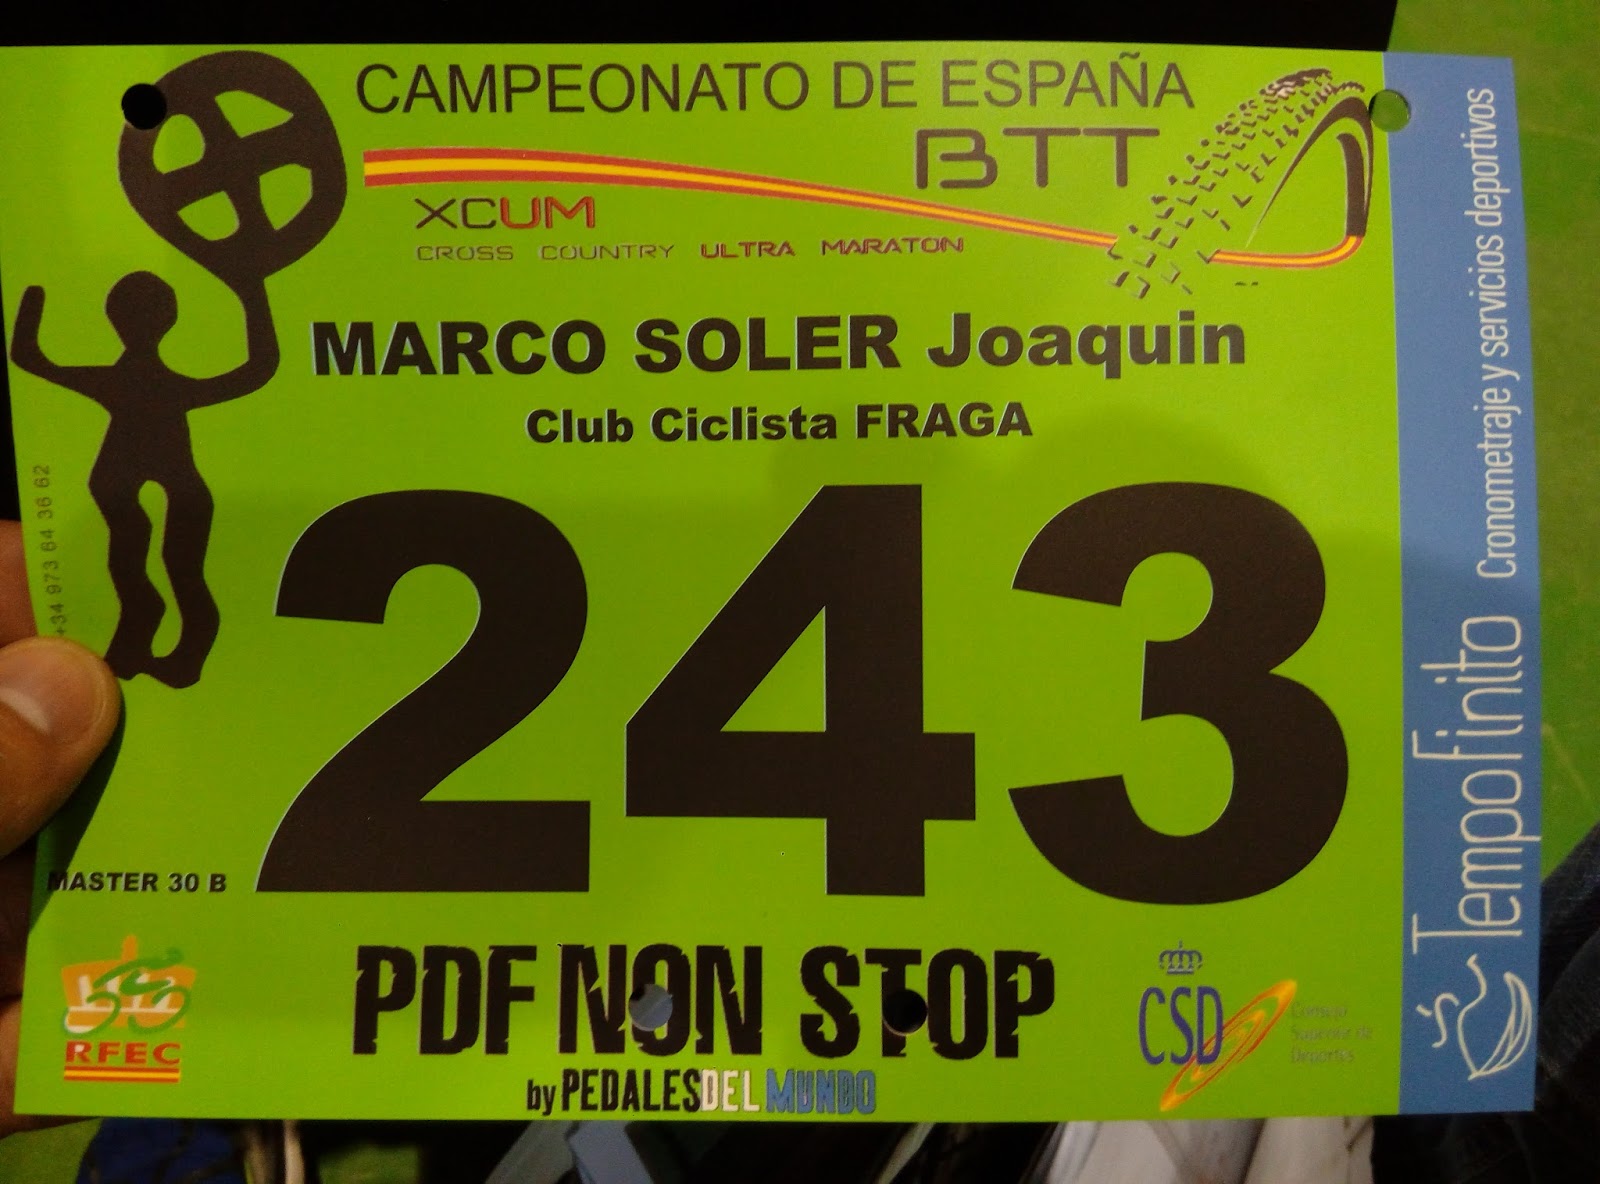 CAMPEONATO DE ESPAÑA
BTT
XCUM
CROSS COUNTRY ULTRA MARATON
MARCO SOLER Joaquin
Club Ciclista FRAGA
243
+34 973 64 36 62
MASTER 30 B
RFEC
PDF NON STOP
by PEDALESDELMUNDO
CSD
Consejo
Superior de
Deportes
Tempofinito Cronometraje y servicios deportivos